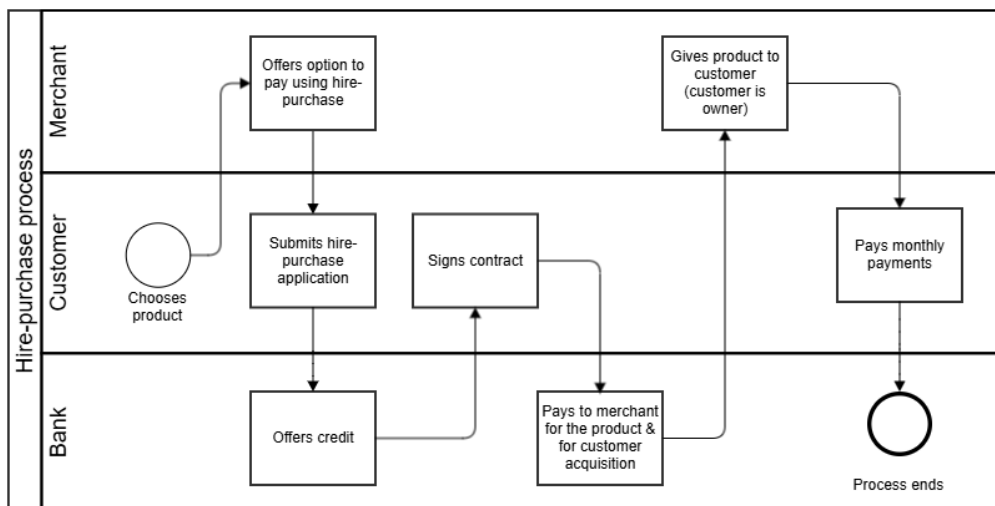 Hire-purchase process
Merchant
Offers option to
pay using hire-
purchase
Gives product to
customer
(customer is
owner)
Customer
Chooses
product
Submits hire-
purchase
application
Signs contract
Pays monthly
payments
Bank
Offers credit
Pays to merchant
for the product &
for customer
acquisition
Process ends